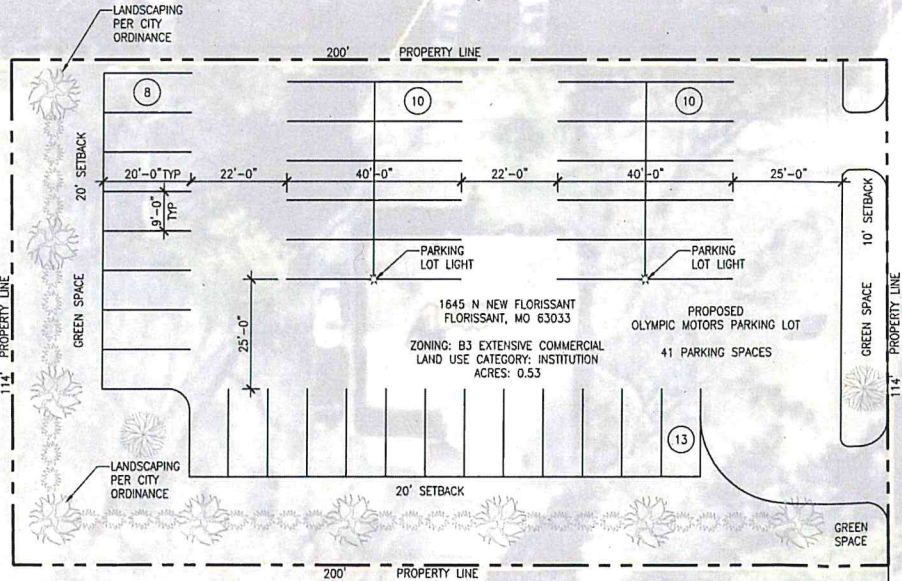 LANDSCAPING
PER CITY
ORDINANCE
200' PROPERTY LINE
8
10
10
20' SETBACK
20'-0" TYP
22'-0"
40'-0"
22'-0"
40'-0"
25'-0"
9'-0"
TYP
10' SETBACK
GREEN SPACE
GREEN SPACE
PARKING
LOT LIGHT
PARKING
LOT LIGHT
114' PROPERTY LINE
114' PROPERTY LINE
25'-0"
1645 N NEW FLORISSANT
FLORISSANT, MO 63033
ZONING: B3 EXTENSIVE COMMERCIAL
LAND USE CATEGORY: INSTITUTION
ACRES: 0.53
PROPOSED
OLYMPIC MOTORS PARKING LOT
41 PARKING SPACES
13
LANDSCAPING
PER CITY
ORDINANCE
20' SETBACK
GREEN
SPACE
200' PROPERTY LINE